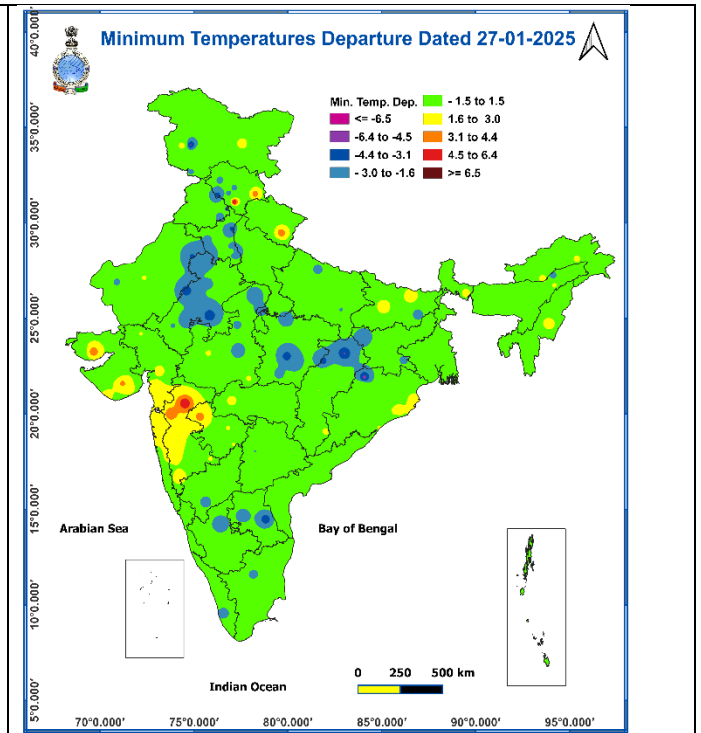 Minimum Temperatures Departure Dated 27-01-2025
Min. Temp. Dep.
<= -6.5
-6.4 to -4.5
-4.4 to -3.1
- 3.0 to -1.6
- 1.5 to 1.5
1.6 to 3.0
3.1 to 4.4
4.5 to 6.4
>= 6.5
40°0.000'
35°0.000'
30°0.000'
25°0.000'
20°0.000'
15°0.000'
10°0.000'
5°0.000'
Arabian Sea
Bay of Bengal
Indian Ocean
0 250 500 km
70°0.000' 75°0.000' 80°0.000' 85°0.000' 90°0.000' 95°0.000'